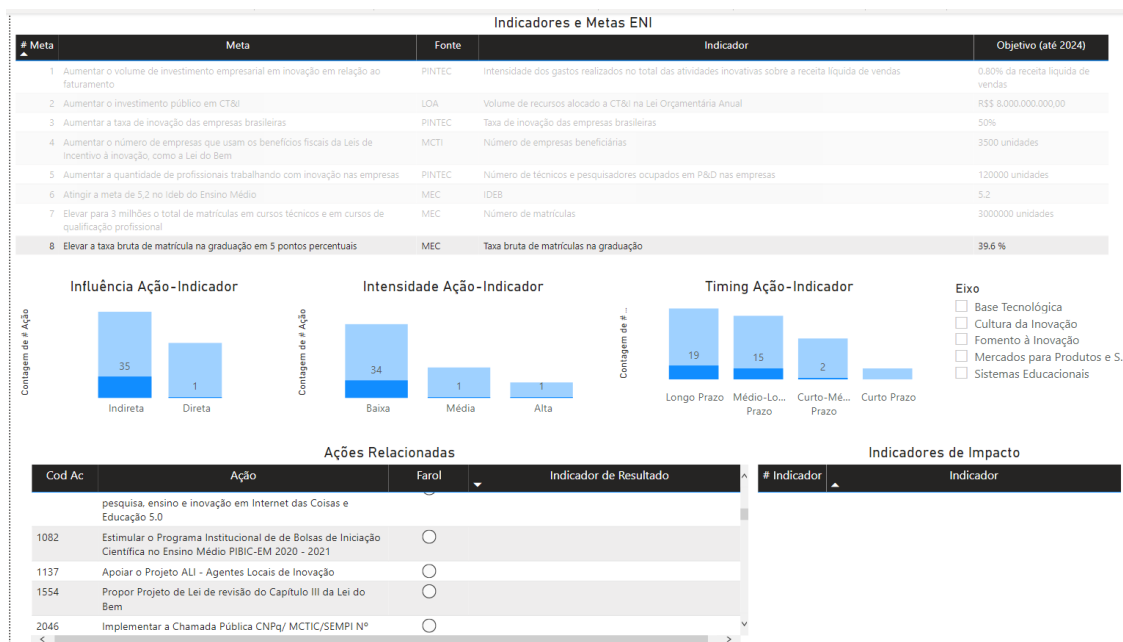 Indicadores e Metas ENI
# Meta Meta Fonte Indicador Objetivo (até 2024)
1 Aumentar o volume de investimento empresarial em inovação em relação ao faturamento PINTEC Intensidade dos gastos realizados no total das atividades inovativas sobre a receita líquida de vendas 0.80% da receita líquida de vendas
2 Aumentar o investimento público em CT&I LOA Volume de recursos alocado a CT&I na Lei Orçamentária Anual R$$ 8.000.000.000,00
3 Aumentar a taxa de inovação das empresas brasileiras PINTEC Taxa de inovação das empresas brasileiras 50%
4 Aumentar o número de empresas que usam os benefícios fiscais da Leis de Incentivo à inovação, como a Lei do Bem MCTI Número de empresas beneficiárias 3500 unidades
5 Aumentar a quantidade de profissionais trabalhando com inovação nas empresas PINTEC Número de técnicos e pesquisadores ocupados em P&D nas empresas 120000 unidades
6 Atingir a meta de 5,2 no Ideb do Ensino Médio MEC IDEB 5.2
7 Elevar para 3 milhões o total de matrículas em cursos técnicos e em cursos de qualificação profissional MEC Número de matrículas 3000000 unidades
8 Elevar a taxa bruta de matrícula na graduação em 5 pontos percentuais MEC Taxa bruta de matrículas na graduação 39.6 %
Influência Ação-Indicador
Contagem de # Ação
35 1
Indireta Direta
Intensidade Ação-Indicador
Contagem de # Ação
34 1 1
Baixa Média Alta
Timing Ação-Indicador
Contagem de # ...
19 15 2
Longo Prazo Médio-Lo... Prazo Curto-Mé... Prazo Curto Prazo
Eixo
Base Tecnológica
Cultura da Inovação
Fomento à Inovação
Mercados para Produtos e S.
Sistemas Educacionais
Ações Relacionadas
Cod Ac Ação Farol Indicador de Resultado
pesquisa, ensino e inovação em Internet das Coisas e
Educação 5.0
1082 Estimular o Programa Institucional de de Bolsas de Iniciação
Científica no Ensino Médio PIBIC-EM 2020 - 2021
1137 Apoiar o Projeto ALI - Agentes Locais de Inovação
1554 Propor Projeto de Lei de revisão do Capítulo III da Lei do
Bem
2046 Implementar a Chamada Pública CNPq/ MCTIC/SEMPI Nº
Indicadores de Impacto
# Indicador Indicador